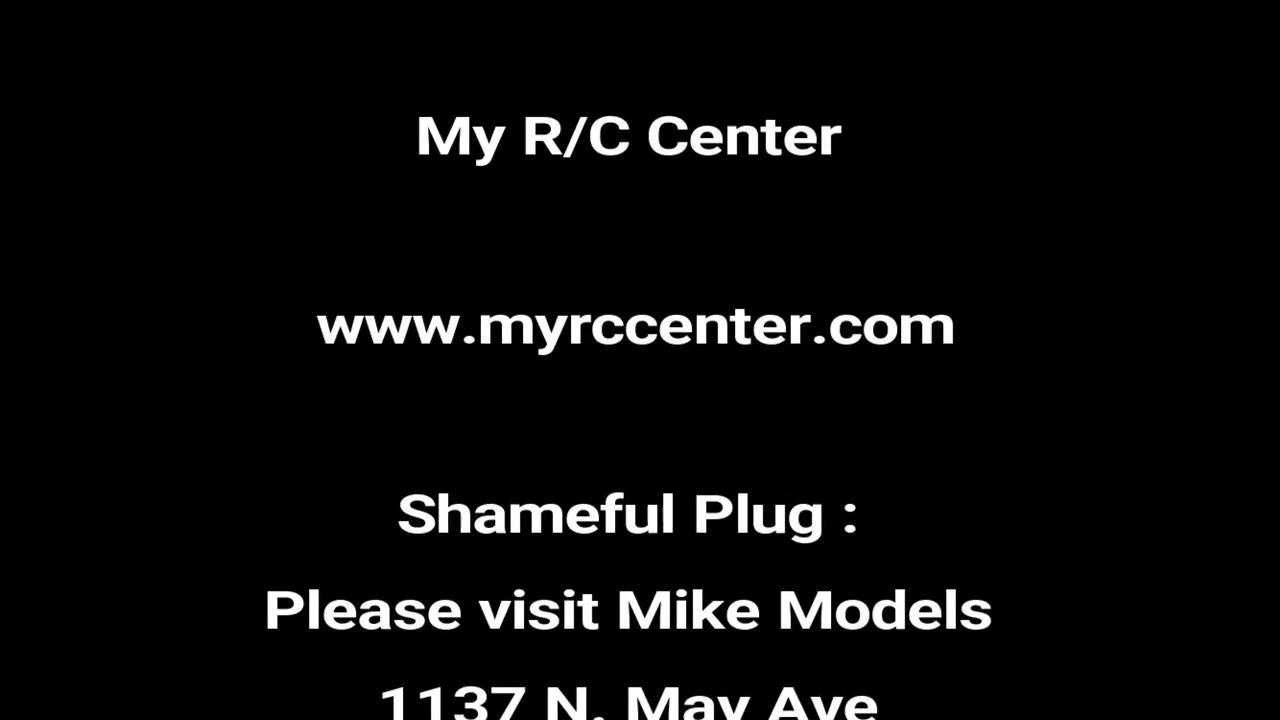 My R/C Center
www.myrccenter.com
Shameful Plug :
Please visit Mike Models
1137 N. May Ave